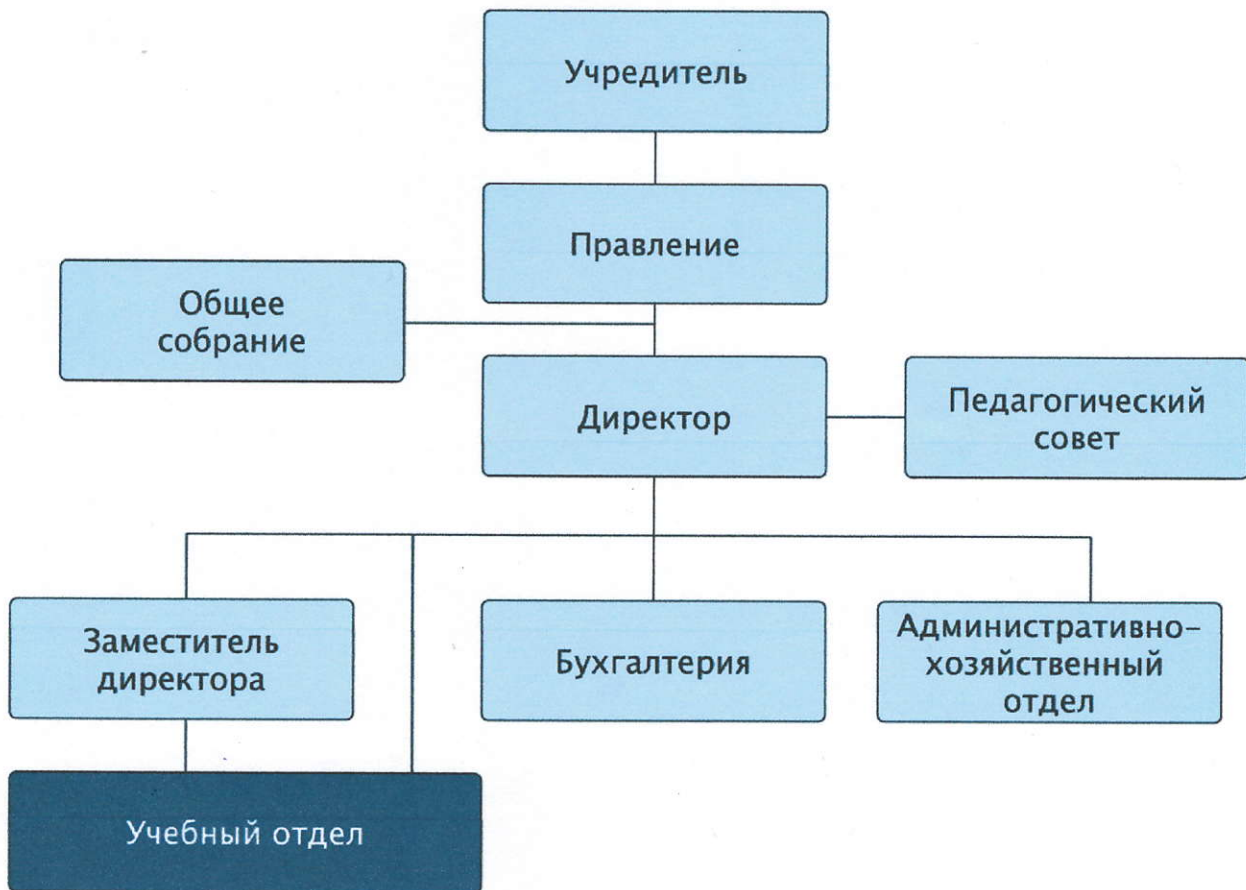 Учредитель
Правление
Общее
собрание
Директор
Педагогический
совет
Заместитель
директора
Бухгалтерия
Административно-
хозяйственный
отдел
Учебный отдел